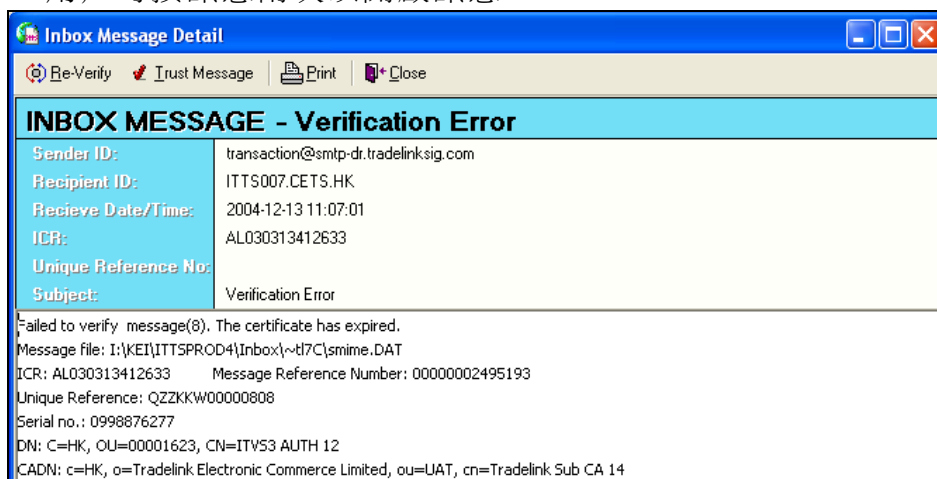 Inbox Message Detail
Re-Verify Trust Message Print Close
INBOX MESSAGE - Verification Error
Sender ID: transaction@smtp-dr.tradelinksig.com
Recipient ID: ITTS007.CETS.HK
Recieve Date/Time: 2004-12-13 11:07:01
ICR: AL030313412633
Unique Reference No:
Subject: Verification Error
Failed to verify message(8). The certificate has expired.
Message file: I:\KEI\ITTSPROD4\Inbox\~tl7C\smime.DAT
ICR: AL030313412633 Message Reference Number: 00000002495193
Unique Reference: QZZKKW00000808
Serial no.: 0998876277
DN: C=HK, OU=00001623, CN=ITVS3 AUTH 12
CADN: c=HK, o=Tradelink Electronic Commerce Limited, ou=UAT, cn=Tradelink Sub CA 14